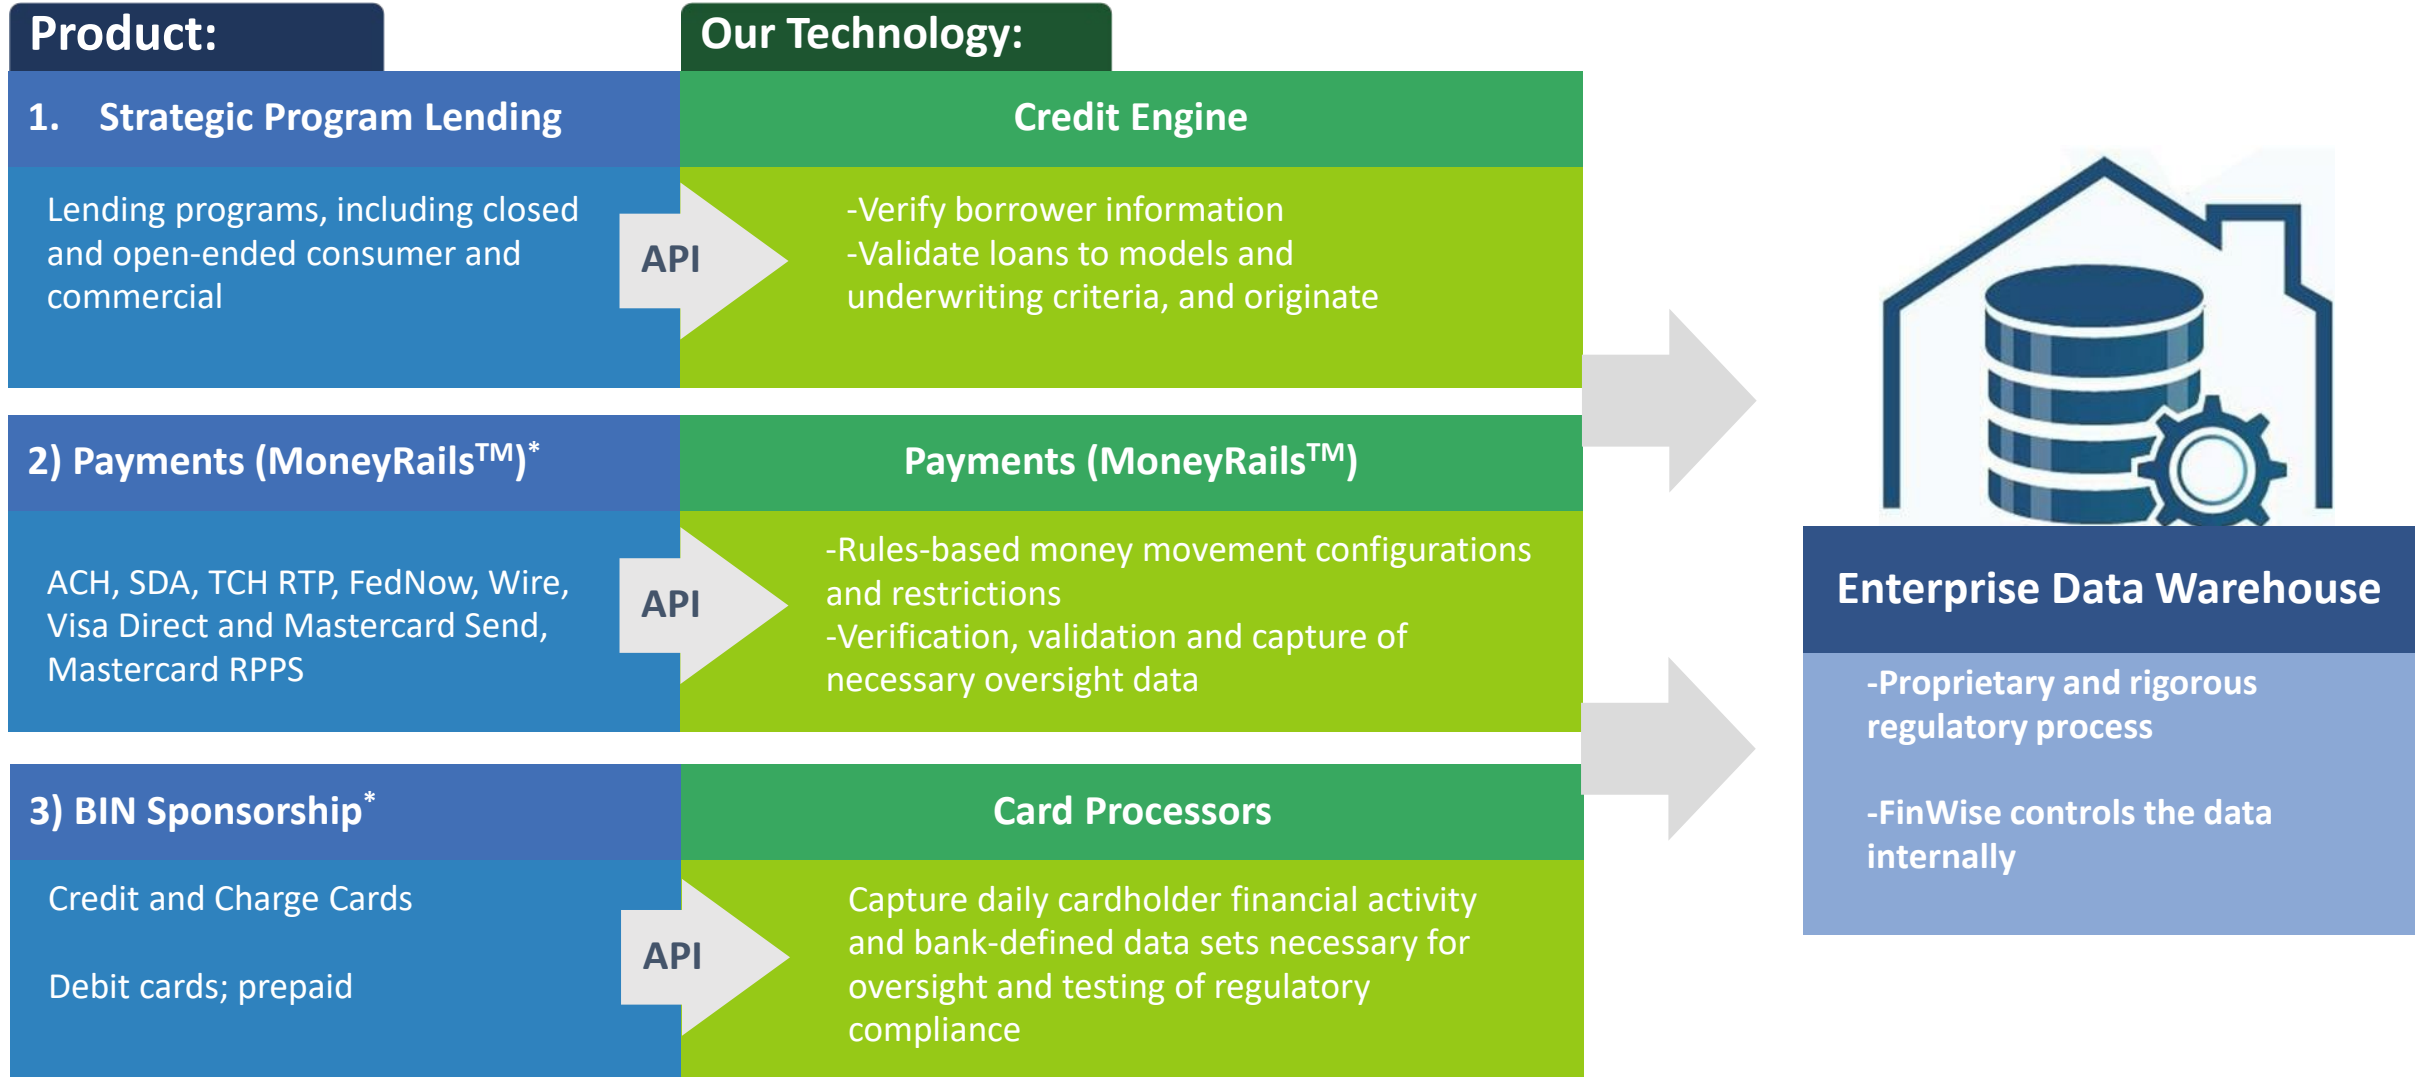 Product:
Our Technology:
1. Strategic Program Lending
Credit Engine
Lending programs, including closed
and open-ended consumer and
commercial
API
-Verify borrower information
-Validate loans to models and
underwriting criteria, and originate
2) Payments (MoneyRails™)*
Payments (MoneyRails™)
ACH, SDA, TCH RTP, FedNow, Wire,
Visa Direct and Mastercard Send,
Mastercard RPPS
API
-Rules-based money movement configurations
and restrictions
-Verification, validation and capture of
necessary oversight data
3) BIN Sponsorship*
Card Processors
Credit and Charge Cards
Debit cards; prepaid
API
Capture daily cardholder financial activity
and bank-defined data sets necessary for
oversight and testing of regulatory
compliance
Enterprise Data Warehouse
-Proprietary and rigorous
regulatory process
-FinWise controls the data
internally